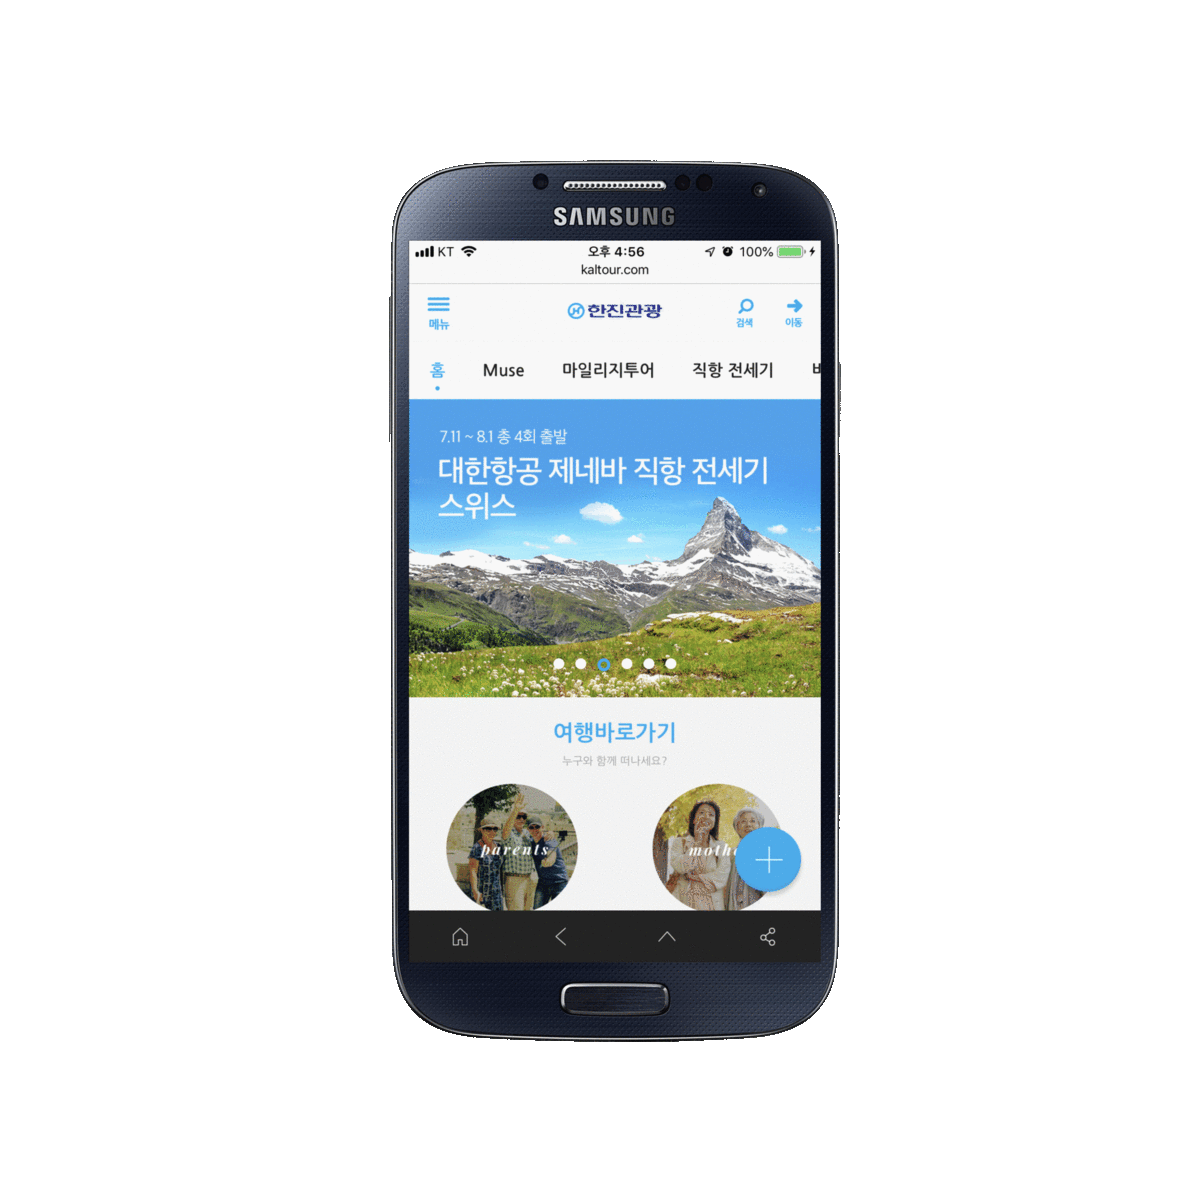 SAMSUNG
KT 오후 4:56 100%
kaltour.com
메뉴 한진관광 검색 이동
홈 Muse 마일리지투어 직항 전세기
7.11 ~ 8.1 총 4회 출발
대한항공 제네바 직항 전세기
스위스
여행바로가기
누구와 함께 떠나세요?
parents moth